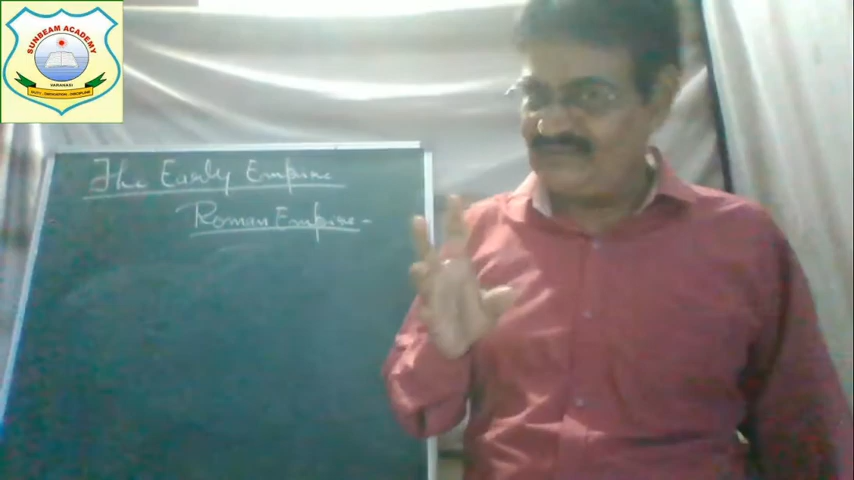 SUNBEAM ACADEMY
VARANASI
The Early Empire
Roman Empire -